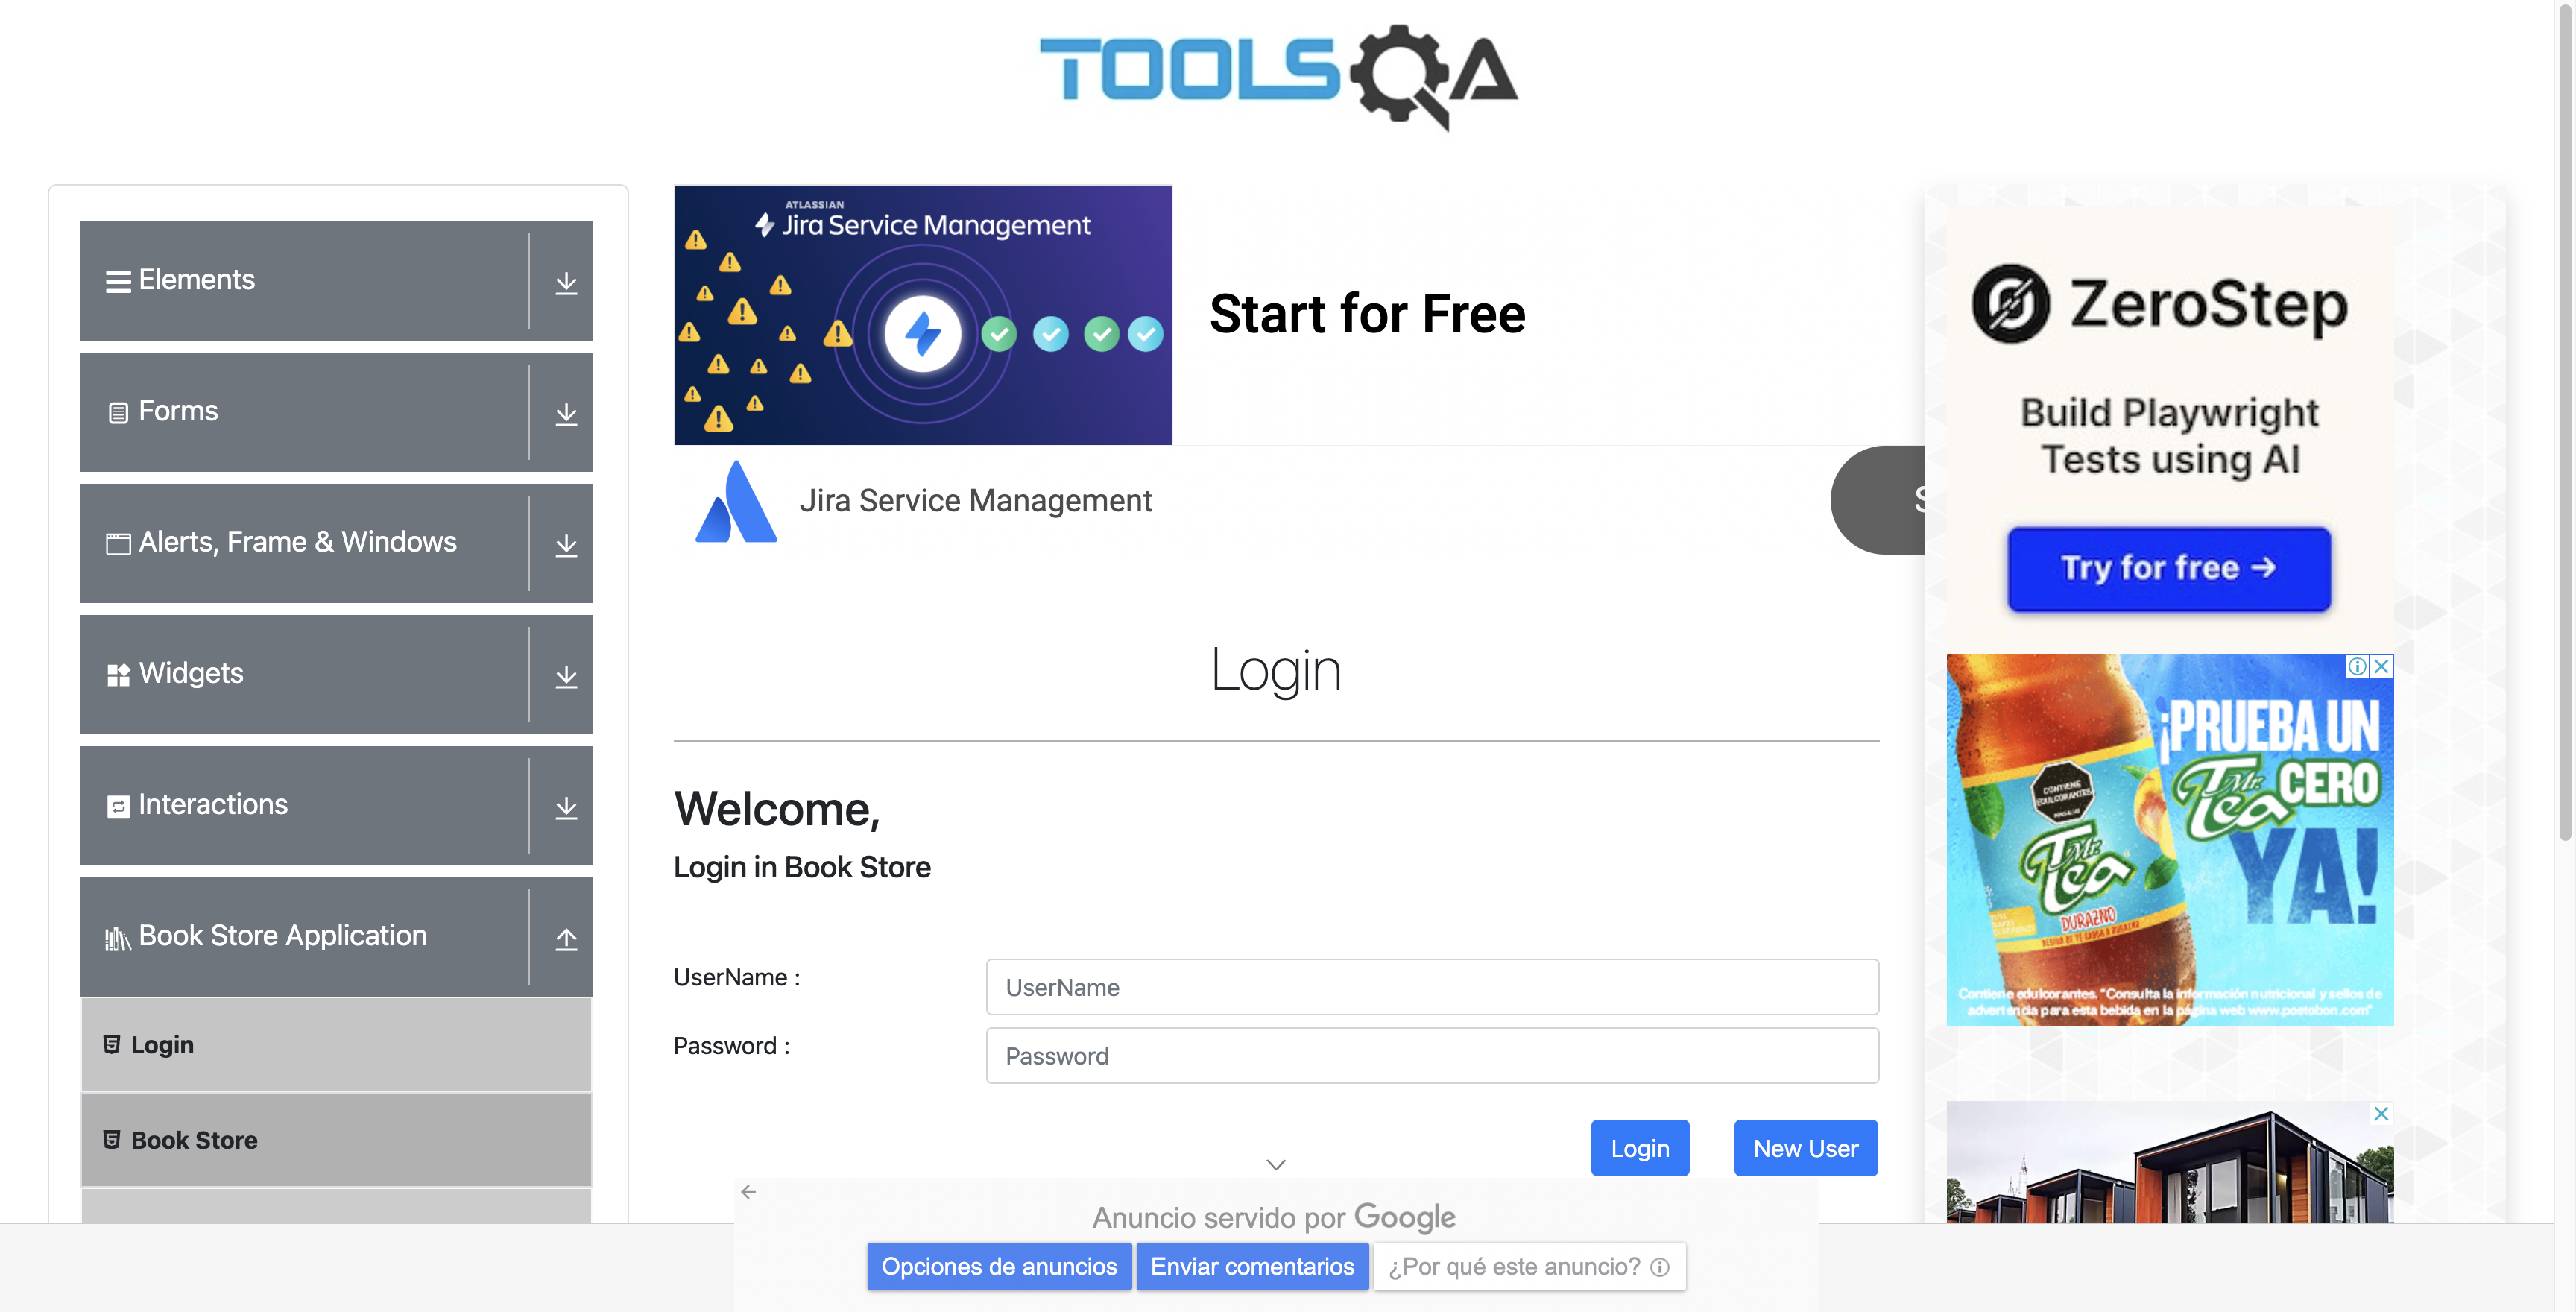 TOOLSQA
Elements
Forms
Alerts, Frame & Windows
Widgets
Interactions
Book Store Application
Login
Book Store
ATLASSIAN
Jira Service Management
Start for Free
Jira Service Management
S
Login
Welcome,
Login in Book Store
UserName :
UserName
Password :
Password
Login
New User
Anuncio servido por Google
Opciones de anuncios
Enviar comentarios
¿Por qué este anuncio?
ZeroStep
Build Playwright
Tests using AI
Try for free →
¡PRUEBA UN
Mr. Tea CERO
YA!
CONTIENE
EDULCORANTES
Mr. Tea
DURAZNO
Contiene edulcorantes. "Consulta la información nutricional y sellos de
advertencia para esta bebida en la página web www.postobon.com"